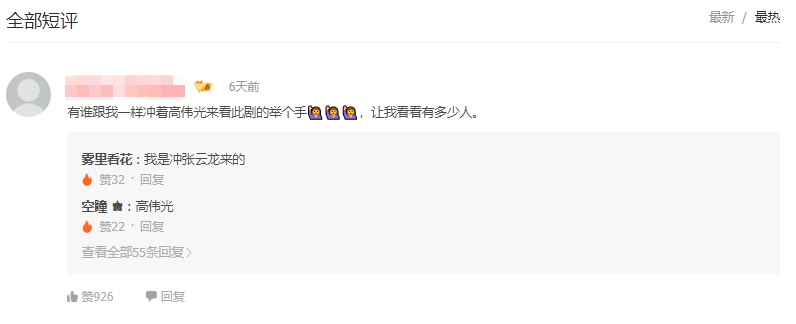 全部短评
最新 / 最热
6天前
有谁跟我一样冲着高伟光来看此剧的举个手🙋‍♀️🙋‍♀️🙋‍♀️，让我看看有多少人。
雾里看花：我是冲张云龙来的
赞32 · 回复
空瞳：高伟光
赞22 · 回复
查看全部55条回复
赞926 回复